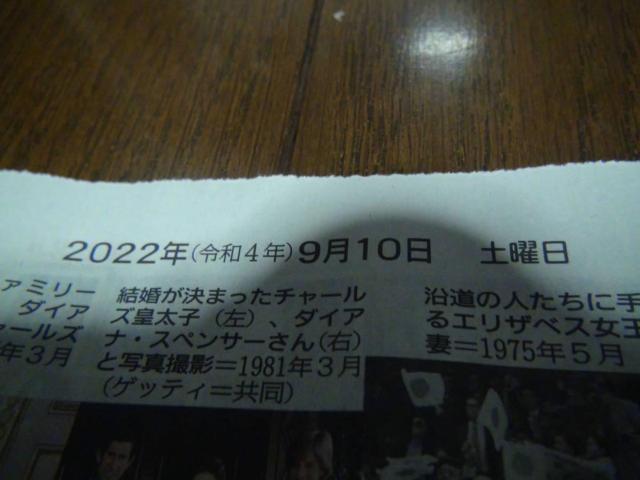 2022年(令和4年)9月10日 土曜日
ァミリー
ダイア
ールズ
年3月
結婚が決まったチャール
ズ皇太子（左）、ダイア
ナ・スペンサーさん(右)
と写真撮影＝1981年3月
(ゲッティ＝共同)
沿道の人たちに手
るエリザベス女王
妻＝1975年5月